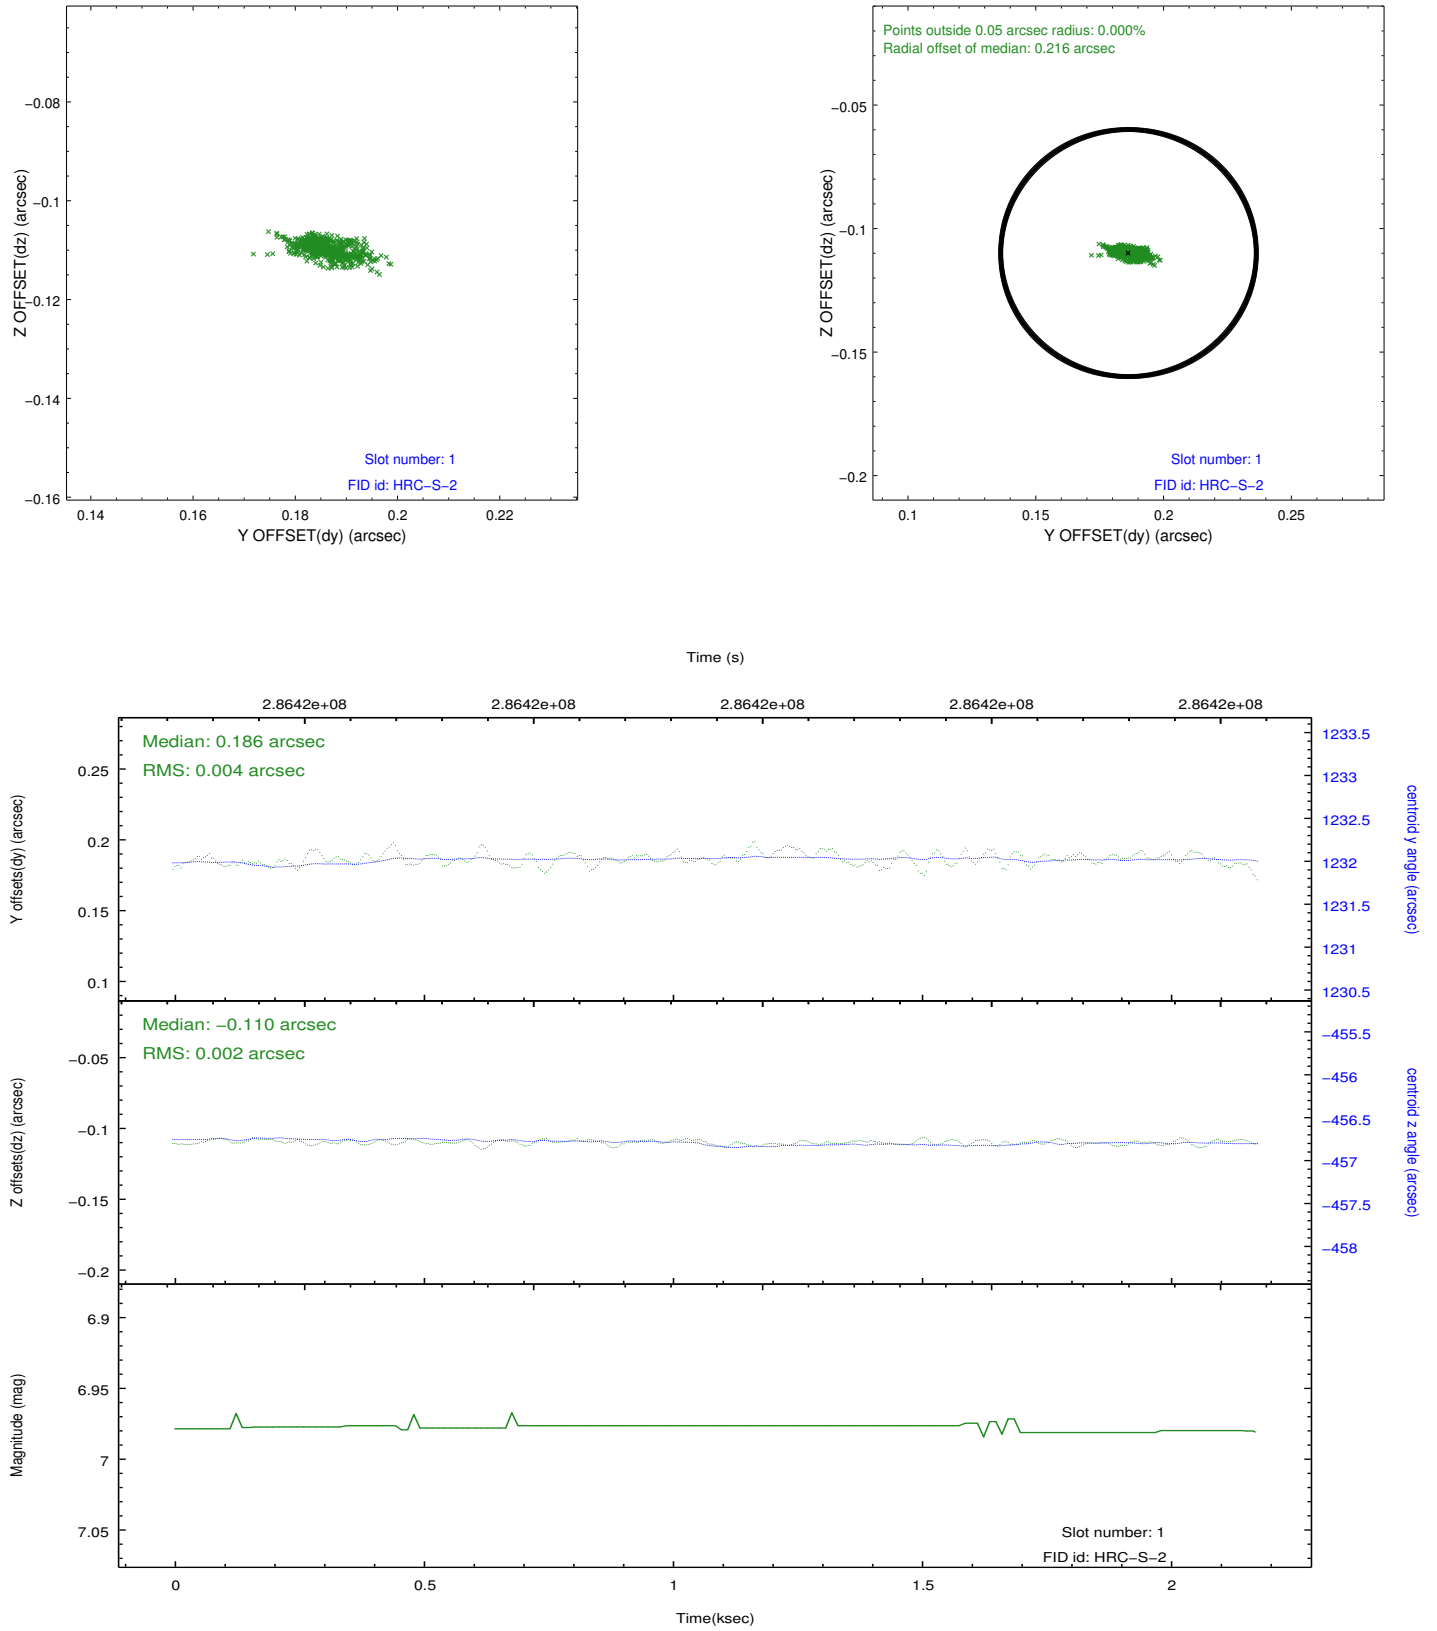 −0.08
−0.1
−0.12
−0.14
−0.16
Z OFFSET(dz) (arcsec)
Slot number: 1
FID id: HRC−S−2
0.14 0.16 0.18 0.2 0.22
Y OFFSET(dy) (arcsec)
Points outside 0.05 arcsec radius: 0.000%
Radial offset of median: 0.216 arcsec
−0.05
−0.1
−0.15
−0.2
Z OFFSET(dz) (arcsec)
Slot number: 1
FID id: HRC−S−2
0.1 0.15 0.2 0.25
Y OFFSET(dy) (arcsec)
Time (s)
2.8642e+08 2.8642e+08 2.8642e+08 2.8642e+08 2.8642e+08
Median: 0.186 arcsec
RMS: 0.004 arcsec
0.25
0.2
0.15
0.1
Y offsets(dy) (arcsec)
1233.5
1233
1232.5
1232
1231.5
1231
1230.5
centroid y angle (arcsec)
Median: −0.110 arcsec
RMS: 0.002 arcsec
−0.05
−0.1
−0.15
−0.2
Z offsets(dz) (arcsec)
−455.5
−456
−456.5
−457
−457.5
−458
centroid z angle (arcsec)
6.9
6.95
7
7.05
Magnitude (mag)
Slot number: 1
FID id: HRC−S−2
0 0.5 1 1.5 2
Time(ksec)